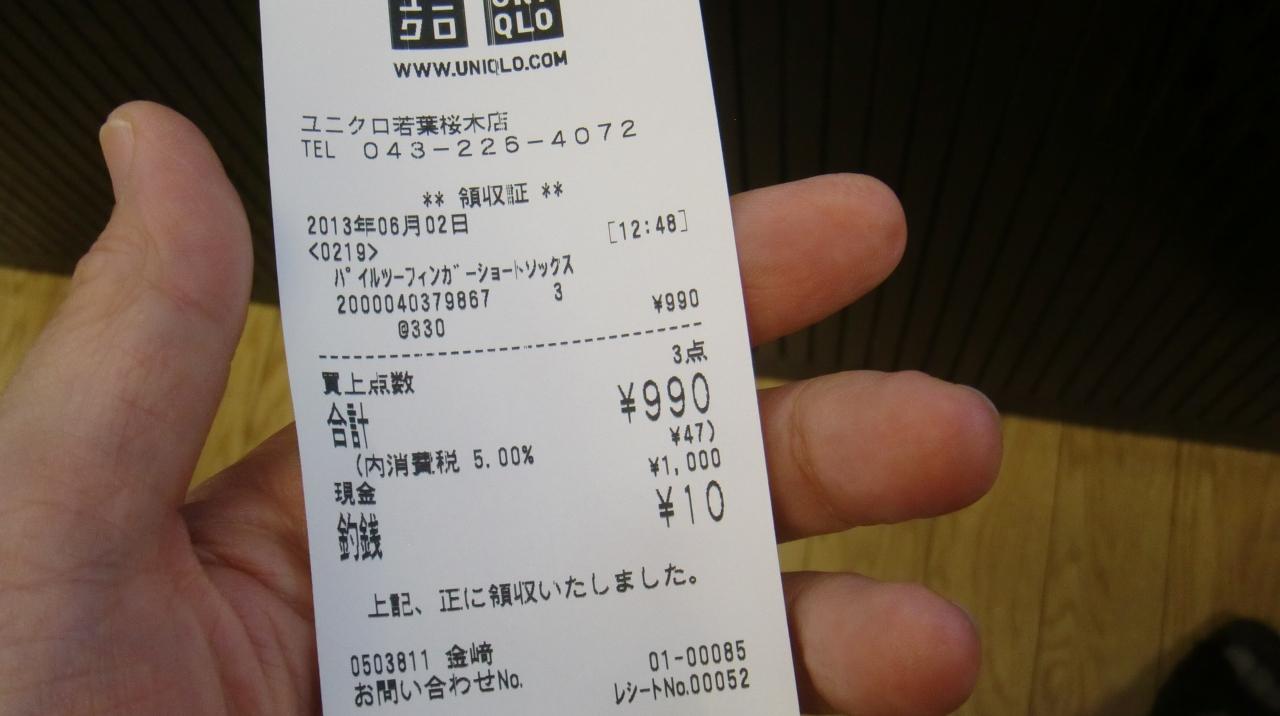 ユニクロ UNIQLO
WWW.UNIQLO.COM
ユニクロ若葉桜木店
TEL 043-226-4072
** 領収証 **
2013年06月02日 [12:48]
<0219>
パイルツーフィンガーショートソックス
2000040379867 3 ¥990
@330
買上点数 3点
合計 ¥990
(内消費税 5.00% ¥47)
現金 ¥1,000
釣銭 ¥10
上記、正に領収いたしました。
0503811 金崎 01-00085
お問い合わせNo. レシートNo.00052